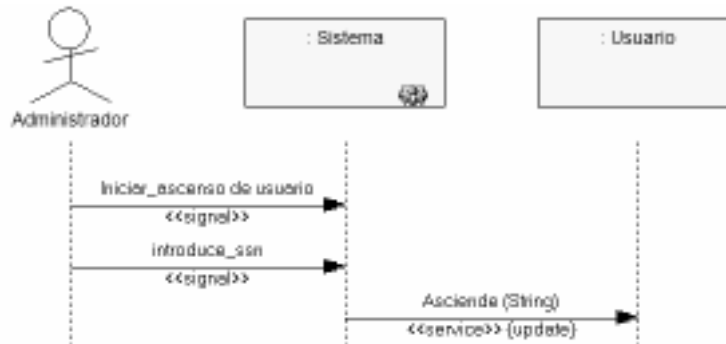 : Sistema
: Usuario
Administrador
Iniciar_ascenso de usuario
<<signal>>
introduce_ssn
<<signal>>
Asciende (String)
<<service>> {update}